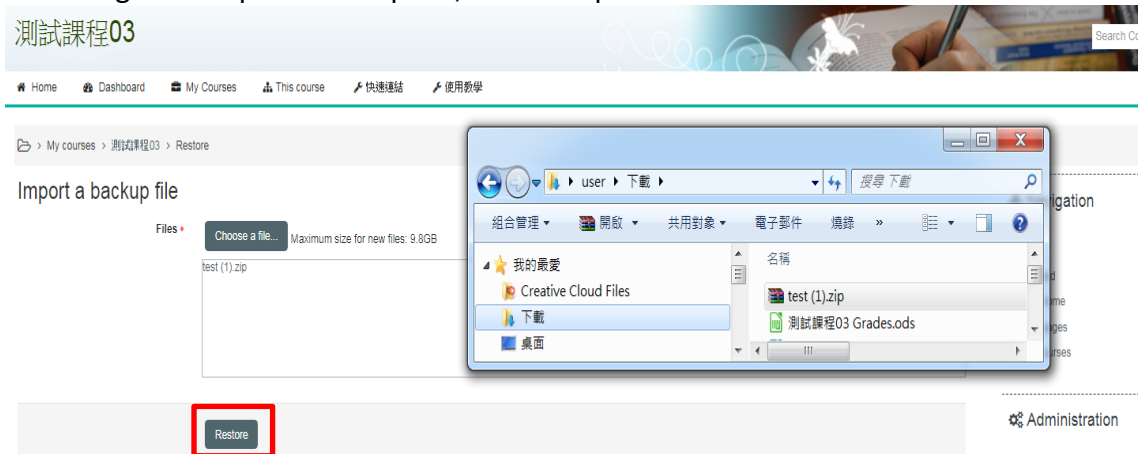 測試課程03
Search Co
Home Dashboard My Courses This course 快速連結 使用教學
> My courses > 測試課程03 > Restore
Import a backup file
Files
Choose a file... Maximum size for new files: 9.8GB
test (1).zip
Restore
user 下載
搜尋 下載
組合管理 開啟 共用對象 電子郵件 燒錄 »
我的最愛
Creative Cloud Files
下載
桌面
名稱
test (1).zip
測試課程03 Grades.ods
igation
Administration